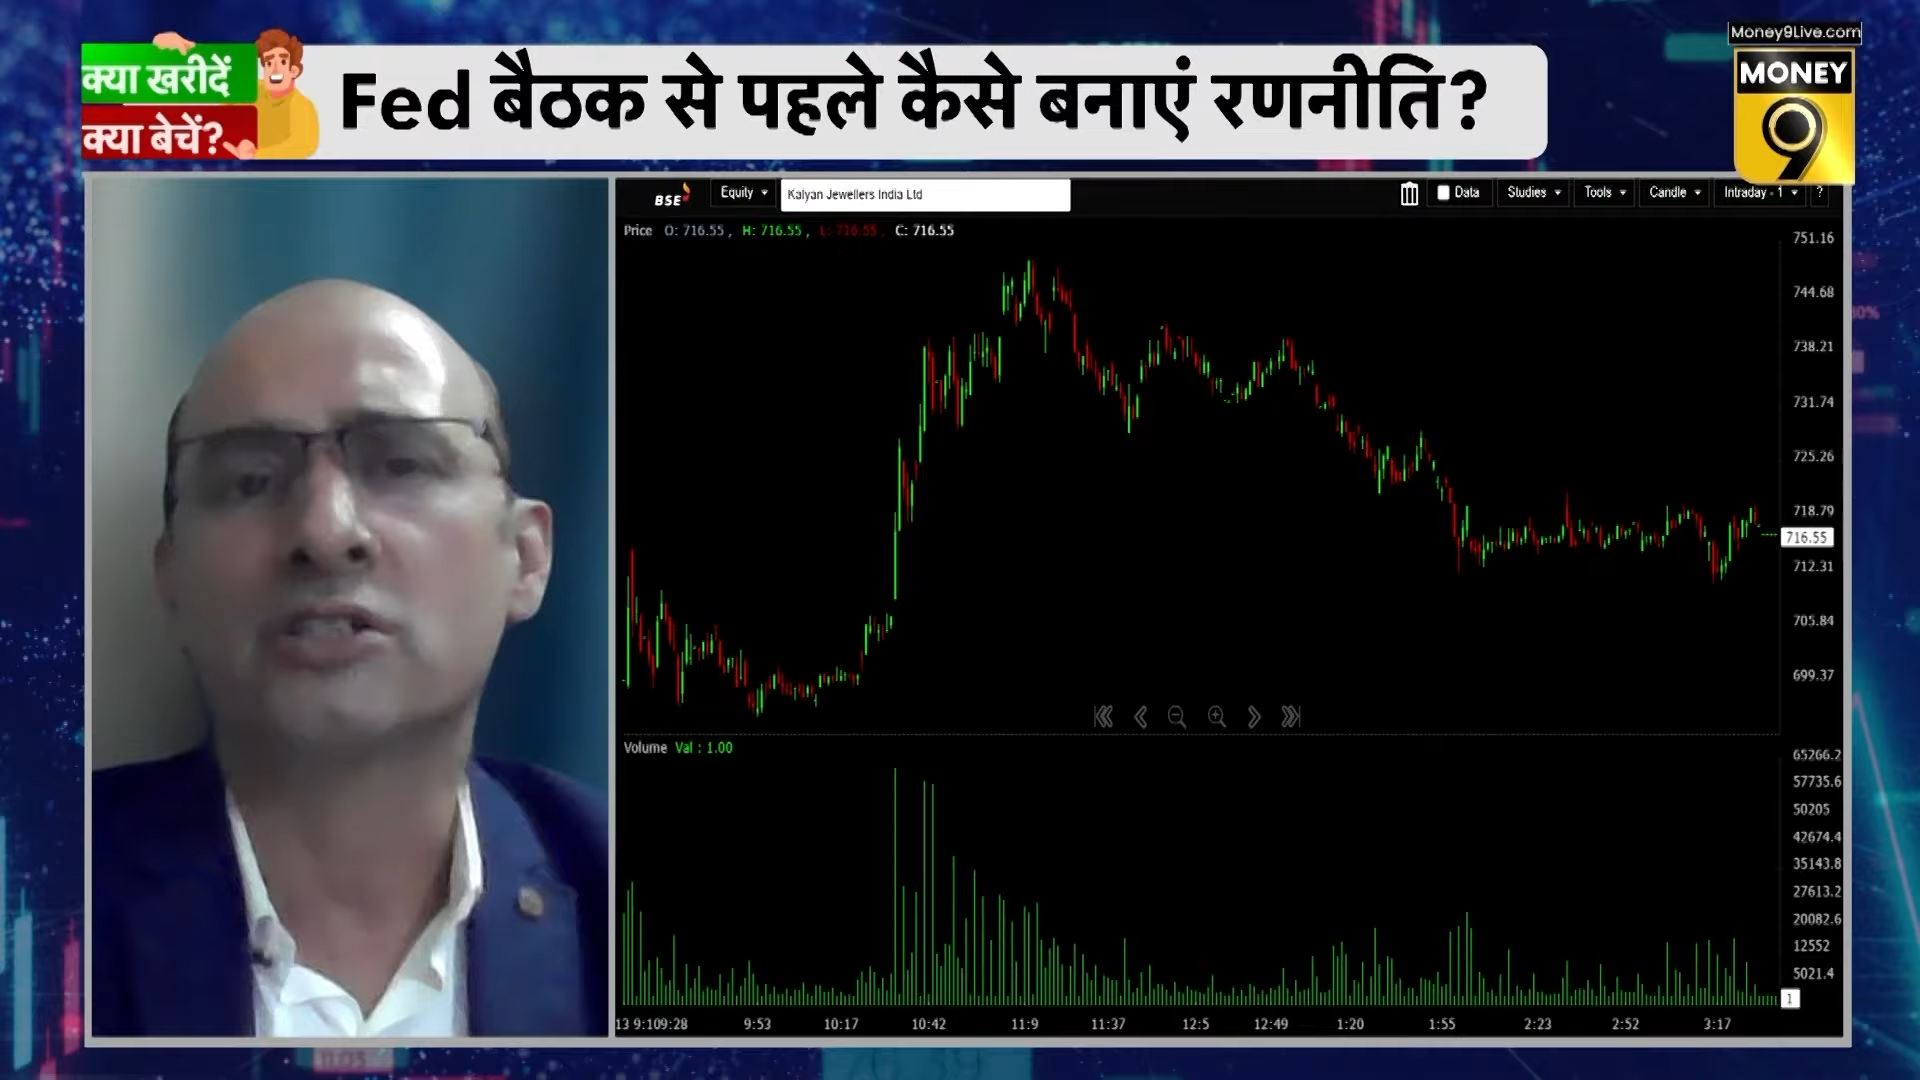 Money9Live.com
MONEY
9
क्या खरीदें
क्या बेचें?
Fed बैठक से पहले कैसे बनाएं रणनीति?
BSE
Equity
Kalyan Jewellers India Ltd
Data
Studies
Tools
Candle
Intraday - 1
?
Price O: 716.55 , H: 716.55 , L: 716.55 , C: 716.55
751.16
744.68
738.21
731.74
725.26
718.79
716.55
712.31
705.84
699.37
Volume Val : 1.00
65266.2
57735.6
50205
42674.4
35143.8
27613.2
20082.6
12552
5021.4
1
13 9:109:28 9:53 10:17 10:42 11:9 11:37 12:5 12:49 1:20 1:55 2:23 2:52 3:17